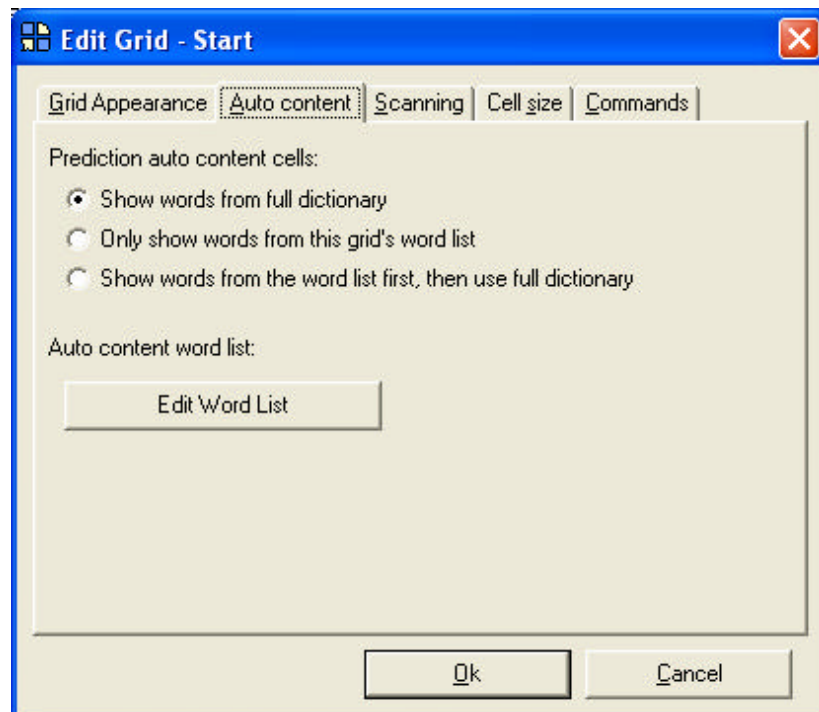 Edit Grid - Start
Grid Appearance Auto content Scanning Cell size Commands
Prediction auto content cells:
Show words from full dictionary
Only show words from this grid's word list
Show words from the word list first, then use full dictionary
Auto content word list:
Edit Word List
Ok Cancel